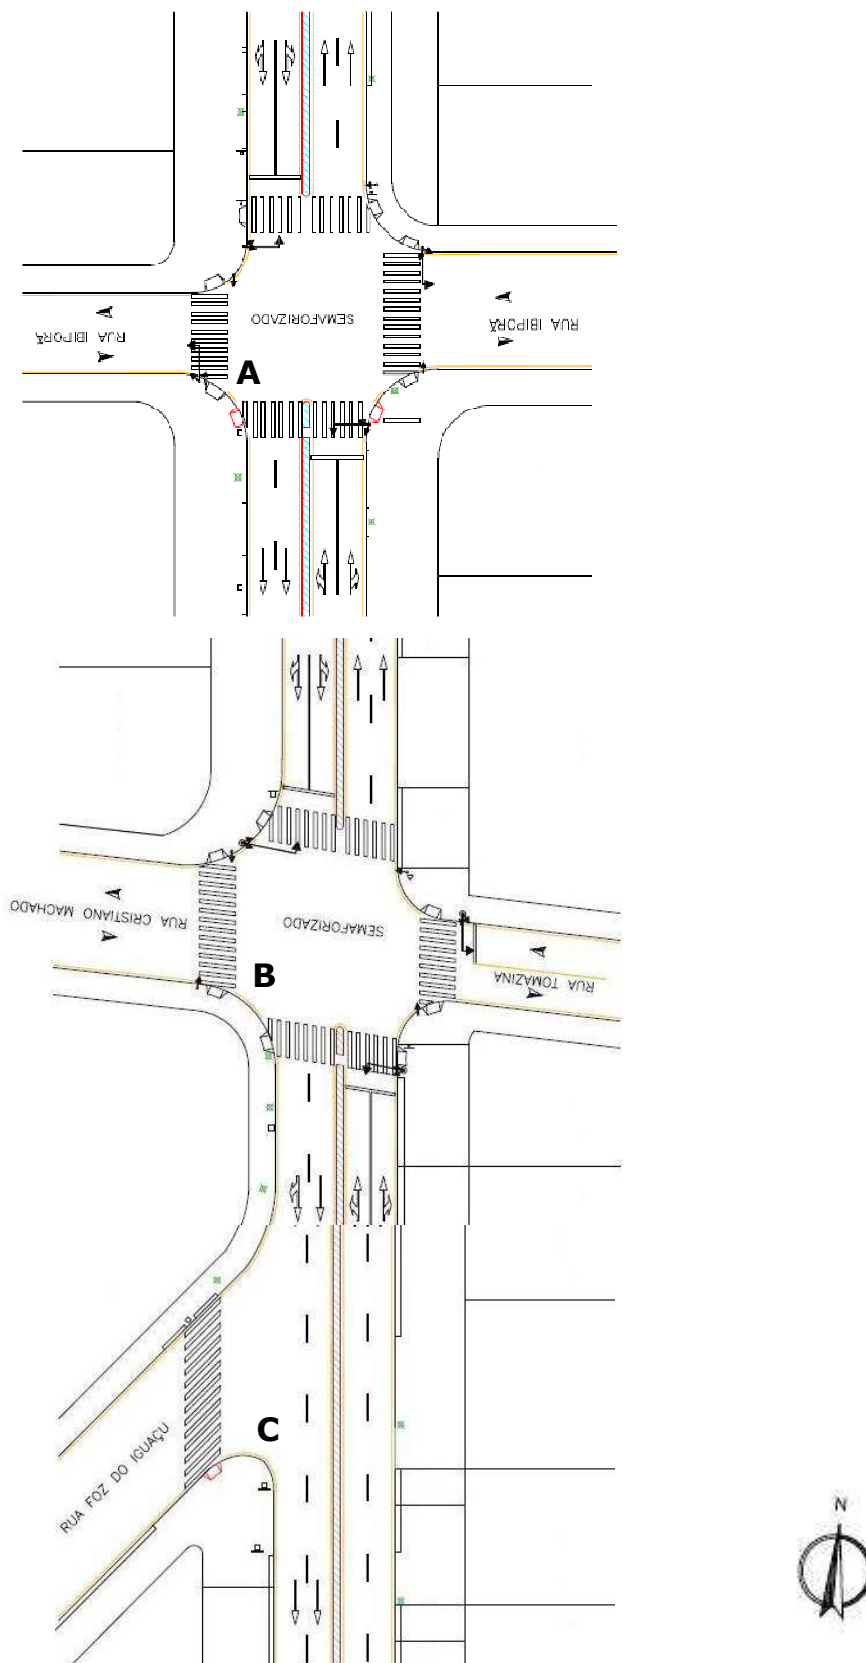 SEMAFORIZADO
RUA IBIPORÃ
RUA IBIPORÃ
A
RUA CRISTIANO MACHADO
SEMAFORIZADO
B
RUA TOMAZINA
C
RUA FOZ DO IGUAÇU
N